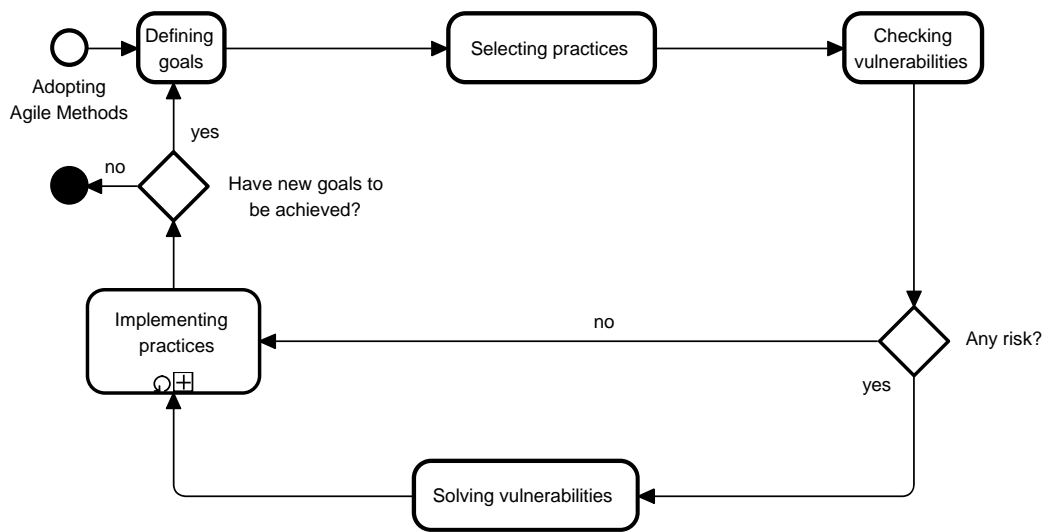 Defining
goals
Selecting practices
Checking
vulnerabilities
Adopting
Agile Methods
yes
no
Have new goals to
be achieved?
Implementing
practices
no
Any risk?
yes
Solving vulnerabilities